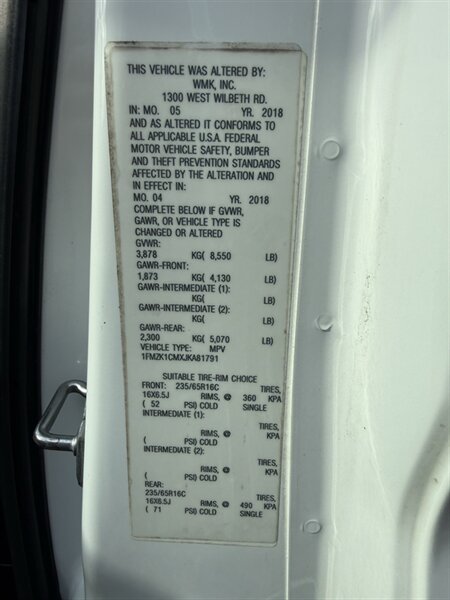 THIS VEHICLE WAS ALTERED BY:
WMK, INC.
1300 WEST WILBETH RD.
IN: MO. 05 YR. 2018
AND AS ALTERED IT CONFORMS TO
ALL APPLICABLE U.S.A. FEDERAL
MOTOR VEHICLE SAFETY, BUMPER
AND THEFT PREVENTION STANDARDS
AFFECTED BY THE ALTERATION AND
IN EFFECT IN:
MO. 04 YR. 2018
COMPLETE BELOW IF GVWR,
GAWR, OR VEHICLE TYPE IS
CHANGED OR ALTERED
GVWR:
3,878 KG( 8,550 LB)
GAWR-FRONT:
1,873 KG( 4,130 LB)
GAWR-INTERMEDIATE (1):
KG( LB)
GAWR-INTERMEDIATE (2):
KG( LB)
GAWR-REAR:
2,300 KG( 5,070 LB)
VEHICLE TYPE: MPV
1FMZK1CMXJKA81791
SUITABLE TIRE-RIM CHOICE
FRONT: 235/65R16C TIRES,
16X6.5J RIMS, @ 360 KPA
( 52 PSI) COLD SINGLE
INTERMEDIATE (1):
TIRES,
RIMS, @ KPA
( PSI) COLD
INTERMEDIATE (2):
TIRES,
RIMS, @ KPA
( PSI) COLD
REAR:
235/65R16C TIRES,
16X6.5J RIMS, @ 490 KPA
( 71 PSI) COLD SINGLE